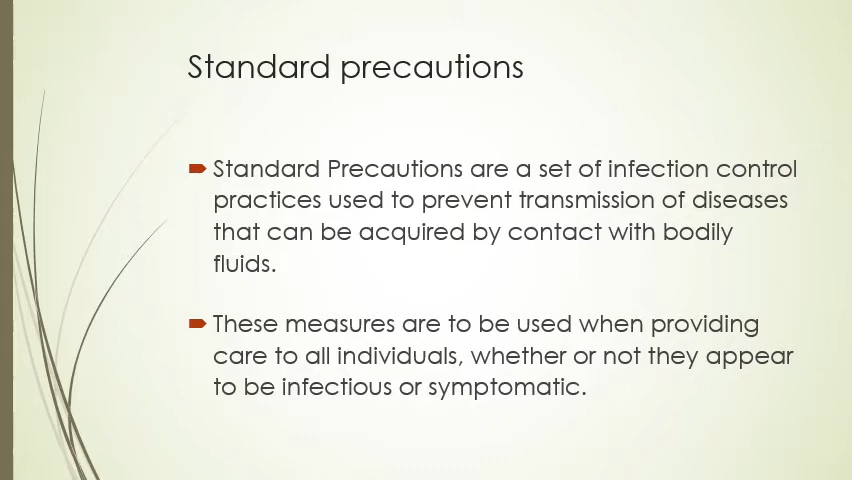 Standard precautions
Standard Precautions are a set of infection control
practices used to prevent transmission of diseases
that can be acquired by contact with bodily
fluids.
These measures are to be used when providing
care to all individuals, whether or not they appear
to be infectious or symptomatic.